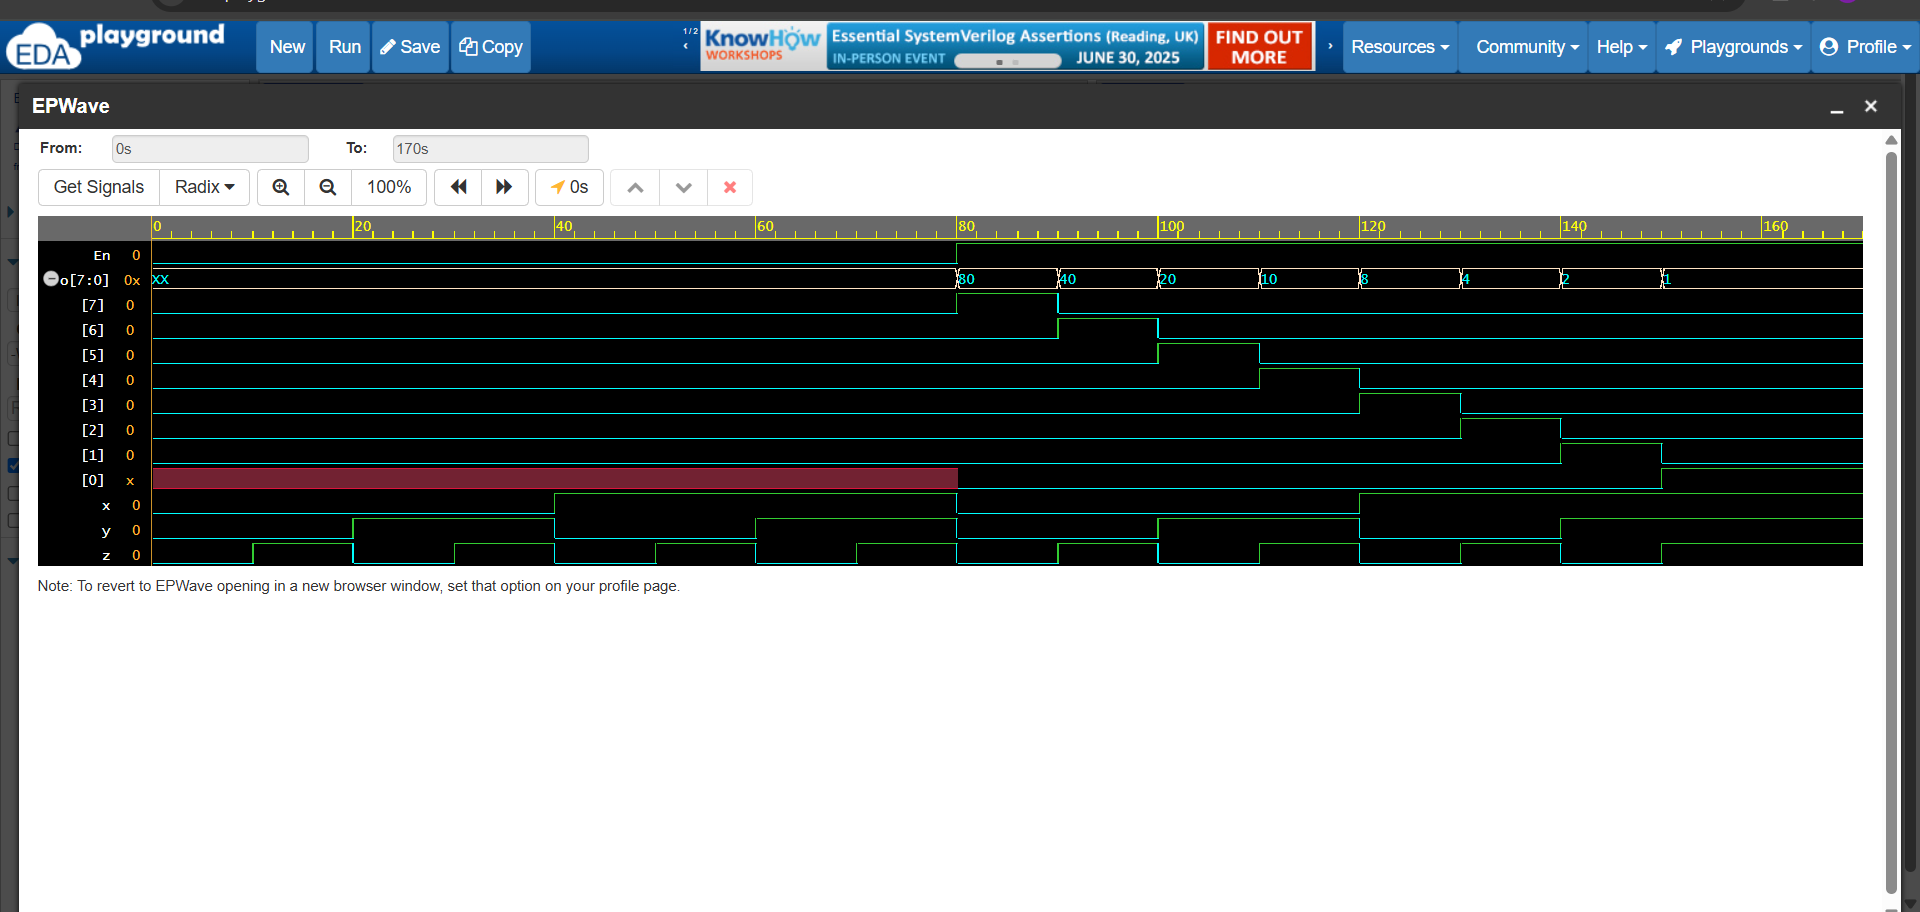 EDA playground
New
Run
Save
Copy
1/2
KnowHow
WORKSHOPS
Essential SystemVerilog Assertions (Reading, UK)
IN-PERSON EVENT
JUNE 30, 2025
FIND OUT
MORE
Resources
Community
Help
Playgrounds
Profile
EPWave
From: 0s To: 170s
Get Signals Radix 100% 0s
0 20 40 60 80 100 120 140 160
En 0
o[7:0] 0x XX 80 40 20 10 8 4 2 1
[7] 0
[6] 0
[5] 0
[4] 0
[3] 0
[2] 0
[1] 0
[0] x
x 0
y 0
z 0
Note: To revert to EPWave opening in a new browser window, set that option on your profile page.